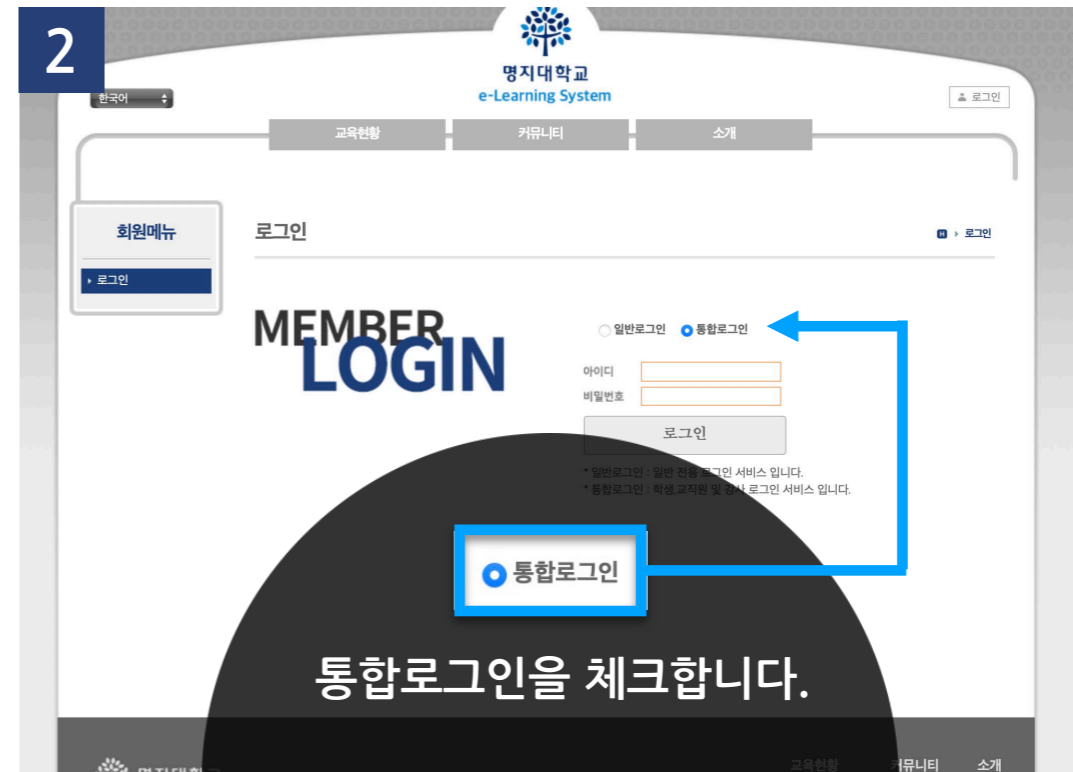 2
명지대학교
e-Learning System
한국어
로그인
교육현황
커뮤니티
소개
회원메뉴
로그인
로그인
H > 로그인
MEMBER
LOGIN
일반로그인
통합로그인
아이디
비밀번호
로그인
* 일반로그인 : 일반 전용 로그인 서비스 입니다.
* 통합로그인 : 학생,교직원 및 강사 로그인 서비스 입니다.
통합로그인
통합로그인을 체크합니다.
명지대학교
교육현황
커뮤니티
소개